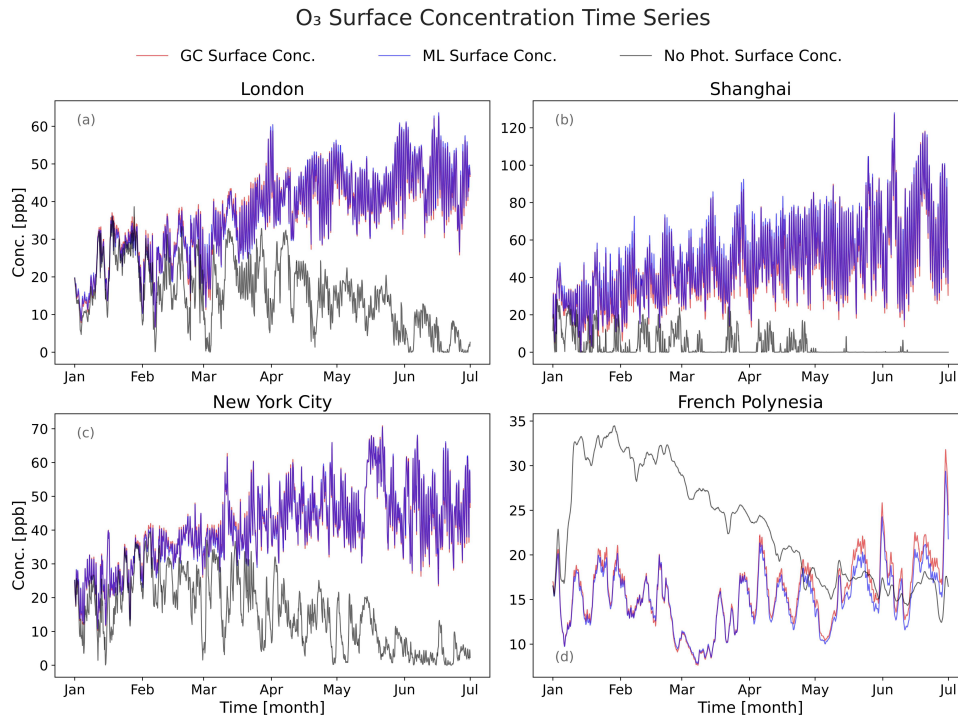 O₃ Surface Concentration Time Series
GC Surface Conc. ML Surface Conc. No Phot. Surface Conc.
London Shanghai
(a) (b)
Conc. [ppb]
60
50
40
30
20
10
0
Jan Feb Mar Apr May Jun Jul
120
100
80
60
40
20
0
Jan Feb Mar Apr May Jun Jul
New York City French Polynesia
(c)
Conc. [ppb]
70
60
50
40
30
20
10
0
Jan Feb Mar Apr May Jun Jul
Time [month]
35
30
25
20
15
10
(d)
Jan Feb Mar Apr May Jun Jul
Time [month]